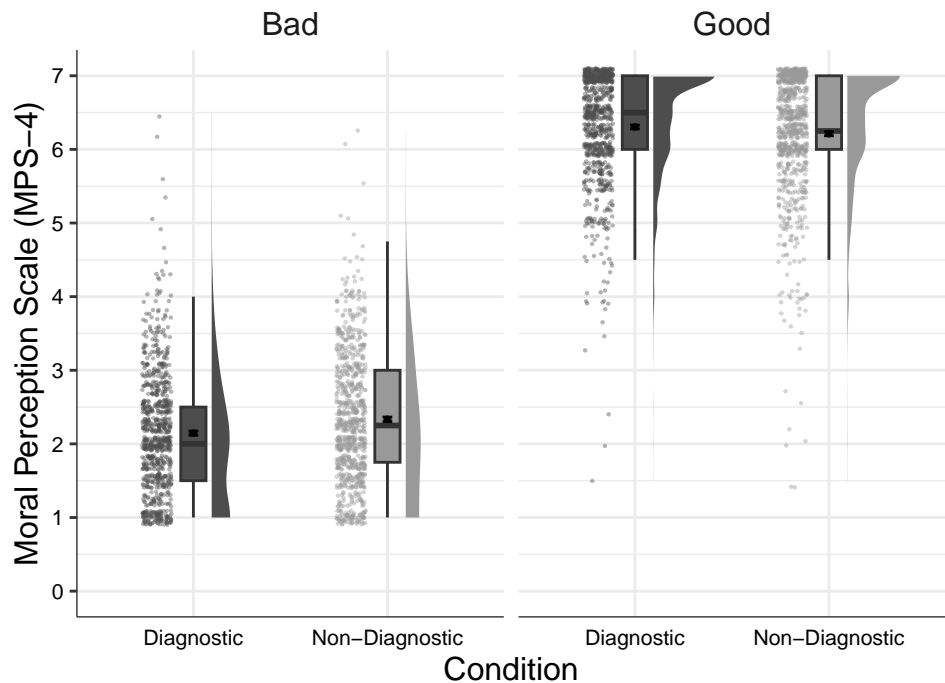 Bad Good
Moral Perception Scale (MPS−4)
7
6
5
4
3
2
1
0
Diagnostic Non−Diagnostic Diagnostic Non−Diagnostic
Condition